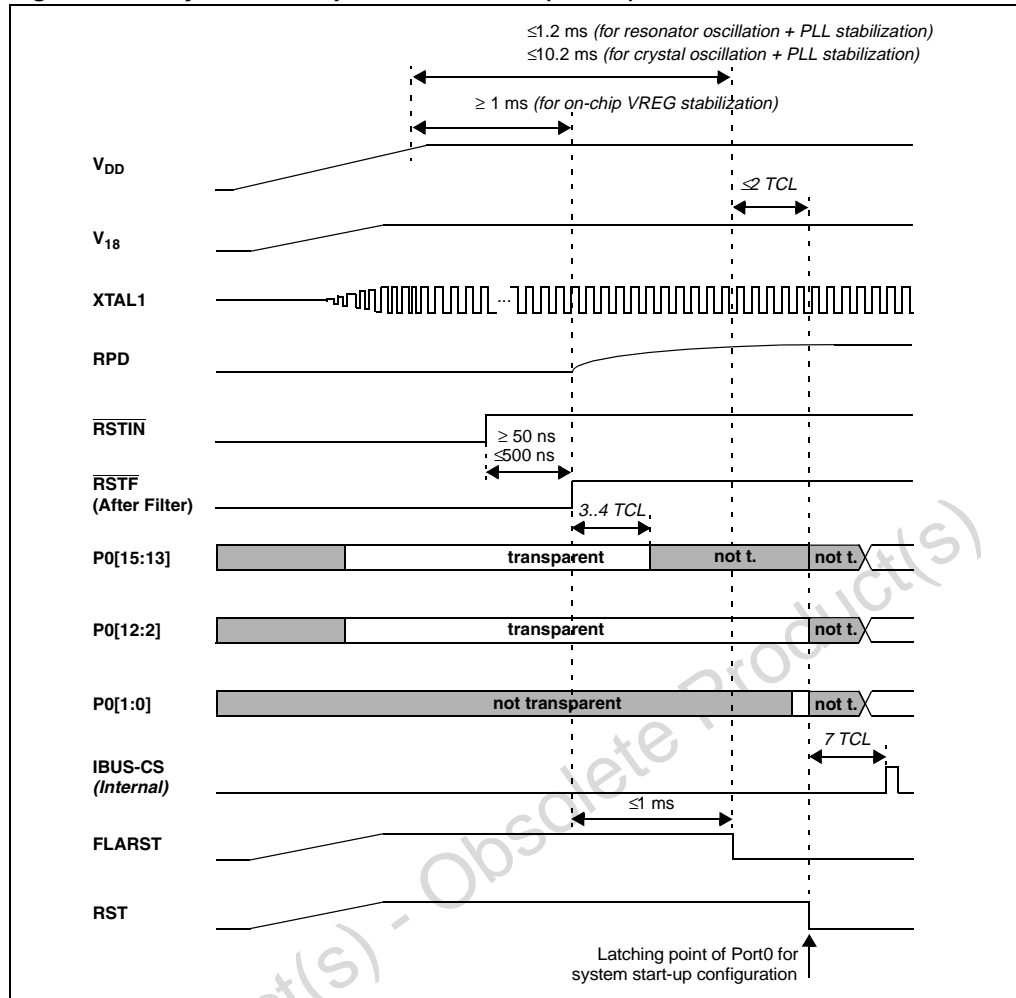 ≤1.2 ms (for resonator oscillation + PLL stabilization)
≤10.2 ms (for crystal oscillation + PLL stabilization)
≥ 1 ms (for on-chip VREG stabilization)
VDD
≤2 TCL
V18
XTAL1
...
RPD
RSTIN
≥ 50 ns
≤500 ns
RSTF
(After Filter)
3..4 TCL
P0[15:13] transparent not t. not t.
P0[12:2] transparent not t.
P0[1:0] not transparent not t.
7 TCL
IBUS-CS
(Internal)
≤1 ms
FLARST
RST
Latching point of Port0 for
system start-up configuration
ct(s) - Obsolete Product(s)